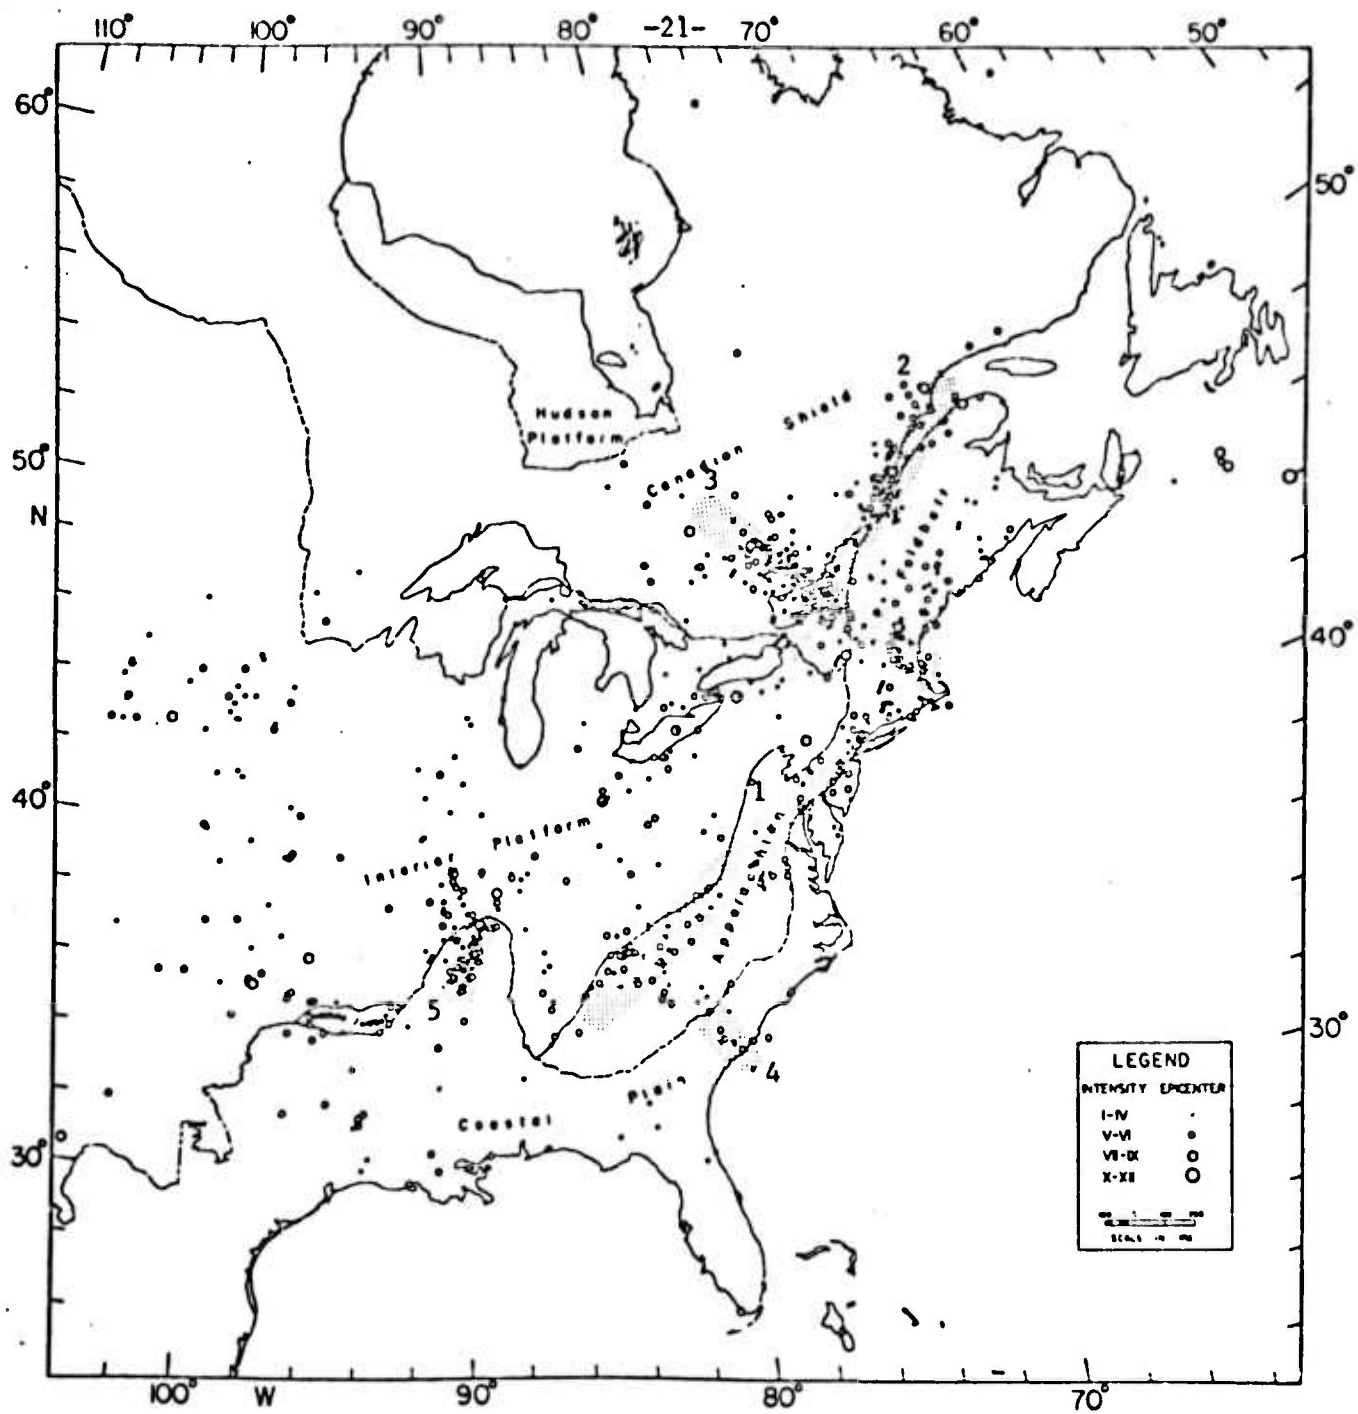 110° 100° 90° 80° -21- 70° 60° 50°
60°
50°
2
Hudson
Platform
Canadian Shield
50°
3
N
Foldbelt
40°
40°
1
Interior Platform
Appalachian
5
30°
4
Coastal Plain
30°
LEGEND
INTENSITY EPICENTER
I-IV
V-VI
VII-IX
X-XII
SCALE IN
100° W 90° 80° 70°